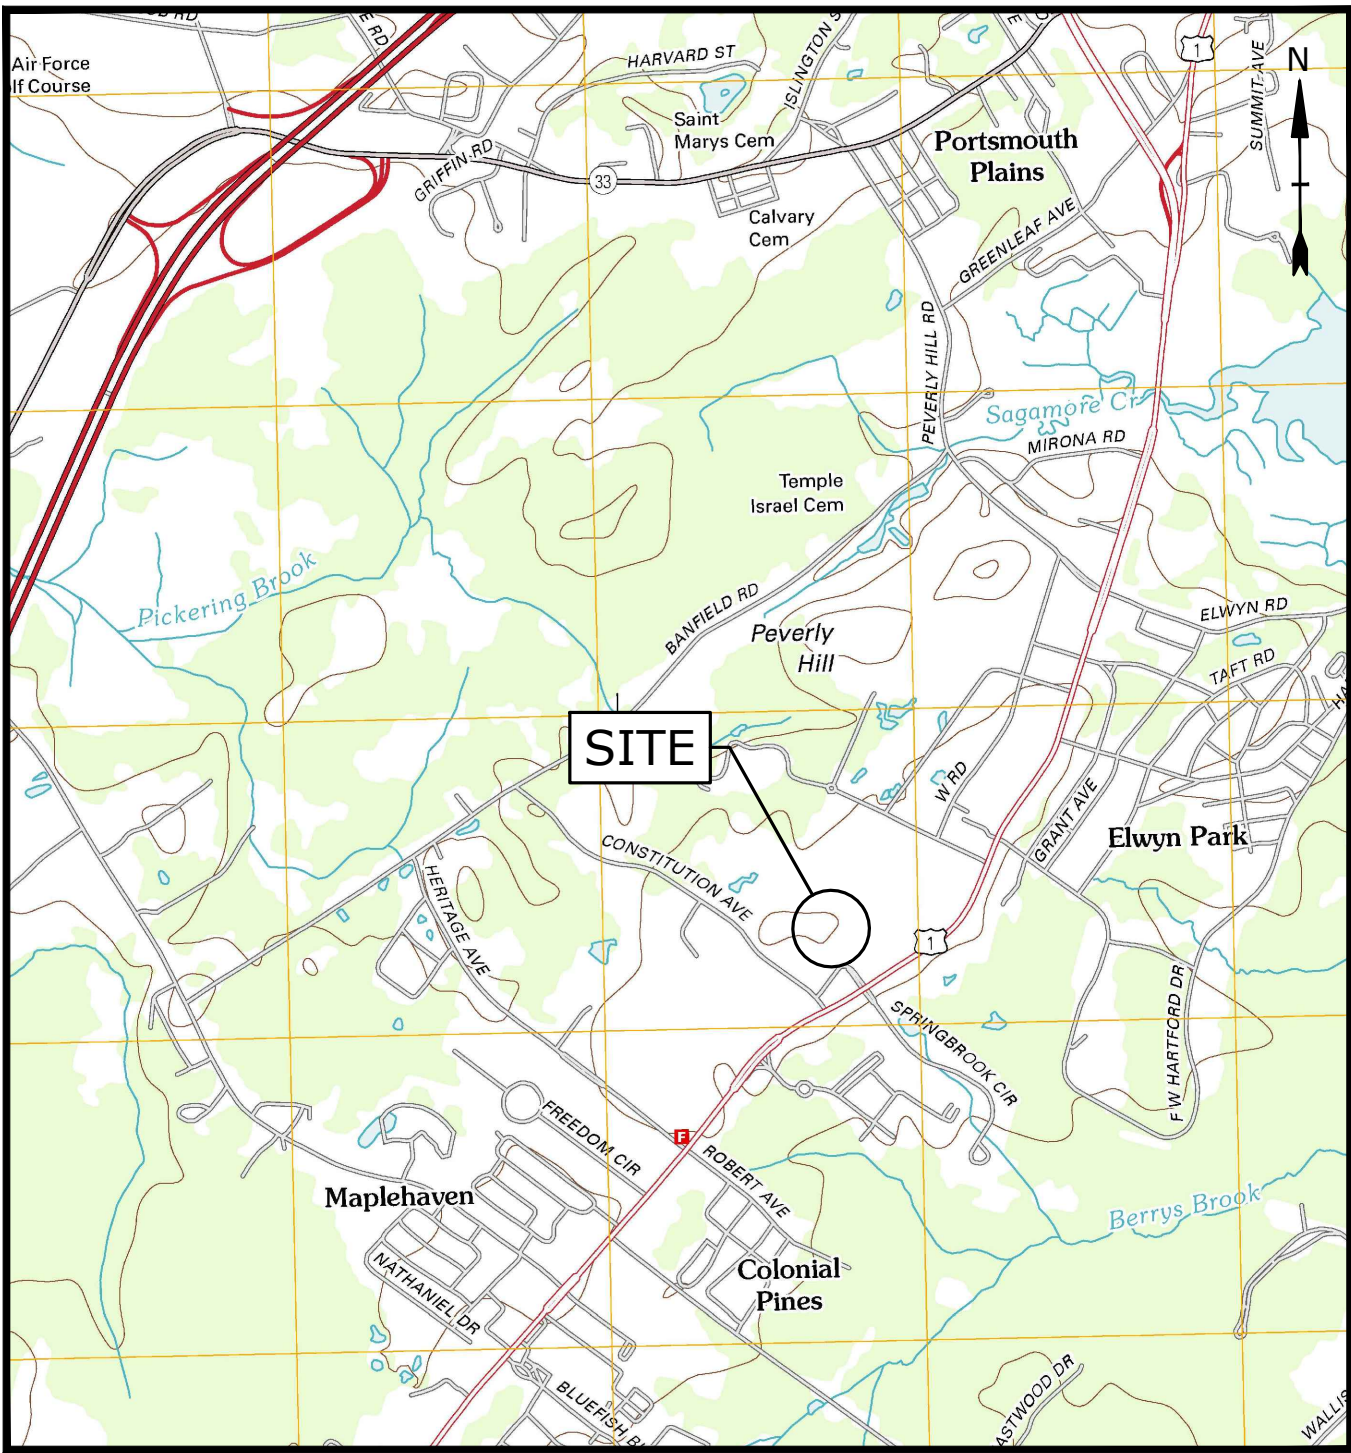 Air Force
lf Course
HARVARD ST
ISLINGTON S
1
SUMMIT AVE
N
Saint
Marys Cem
Portsmouth
Plains
GRIFFIN RD
33
Calvary
Cem
GREENLEAF AVE
PEVERLY HILL RD
Sagamore Cr
MIRONA RD
Temple
Israel Cem
Pickering Brook
BANFIELD RD
Peverly
Hill
ELWYN RD
TAFT RD
HA
SITE
W RD
GRANT AVE
Elwyn Park
CONSTITUTION AVE
HERITAGE AVE
1
F W HARTFORD DR
SPRINGBROOK CIR
FREEDOM CIR
F
ROBERT AVE
Maplehaven
Berrys Brook
NATHANIEL DR
Colonial
Pines
BLUEFISH B
ASTWOOD DR
WALLIS